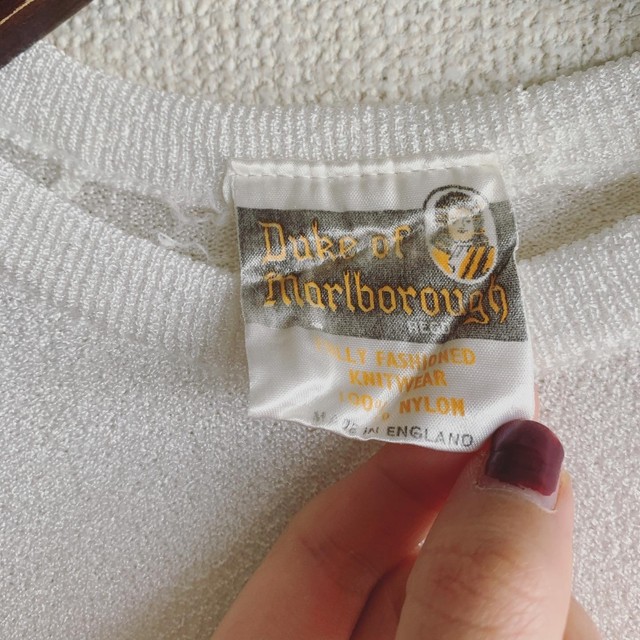 Duke of
Marlborough
REGD
FULLY FASHIONED
KNITWEAR
100% NYLON
MADE IN ENGLAND